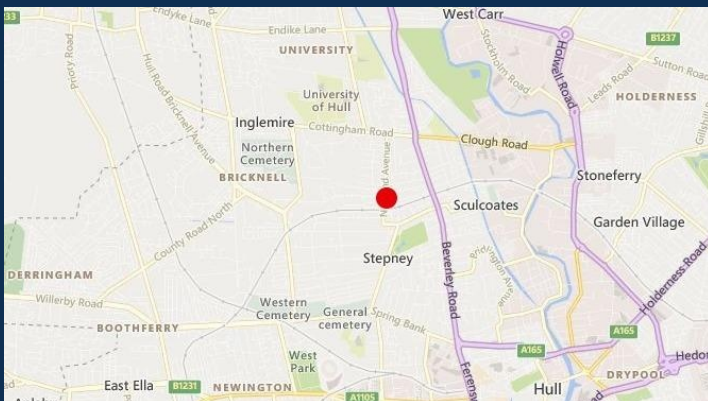 233
Endyke Lane
Endike Lane
West Carr
B1237
UNIVERSITY
Stockholm Road
Holwell Road
Sutton Road
Priory Road
Hull Road Bricknell Avenue
University
of Hull
Leads Road
HOLDERNESS
Inglemire
Cottingham Road
Clough Road
Northern
Cemetery
BRICKNELL
Stoneferry
County Road North
Sculcoates
Garden Village
Stepney
Beverley Road
Holderness Road
DERRINGHAM
Willerby Road
Western
Cemetery
General
cemetery
Spring Bank
BOOTHFERRY
A165
A165
West
Park
DRYPOOL
East Ella
B1231
NEWINGTON
A1105
Hull